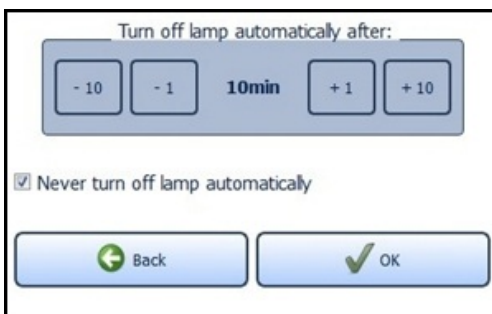 Turn off lamp automatically after:
- 10 - 1 10min + 1 + 10
Never turn off lamp automatically
Back OK